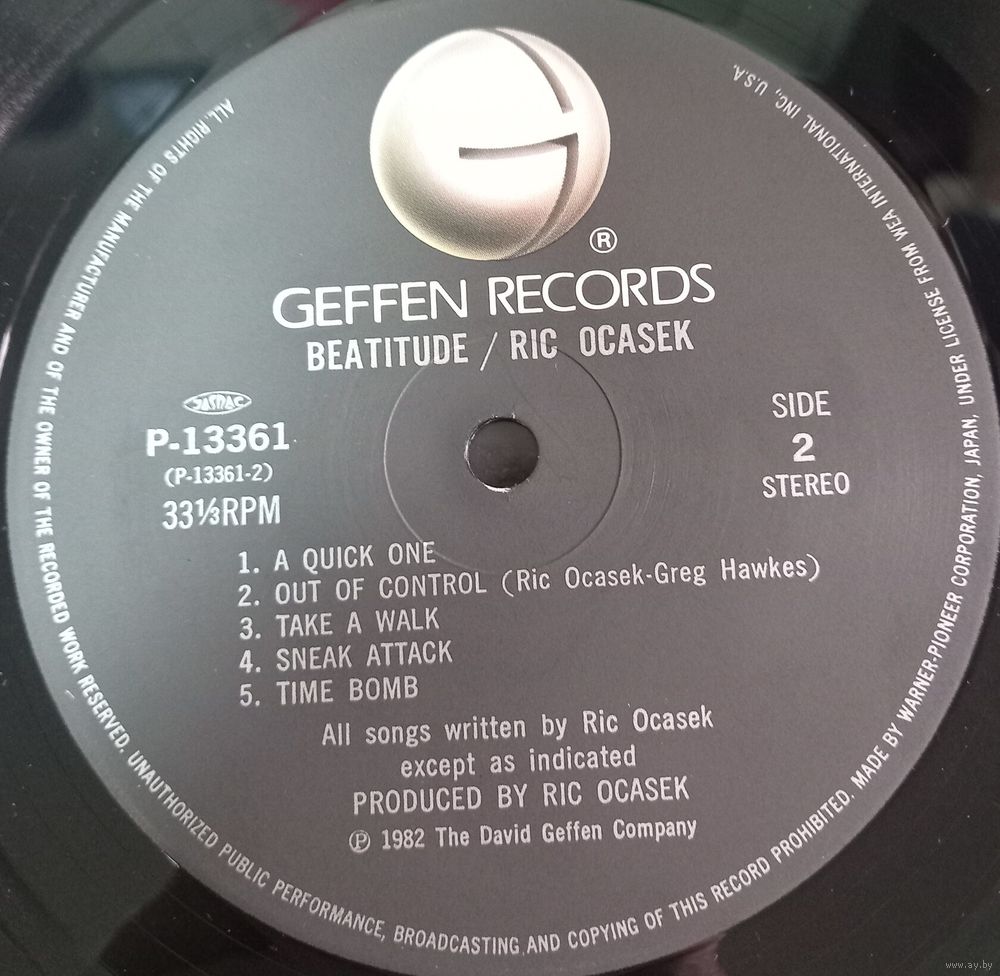 ALL RIGHTS OF THE MANUFACTURER AND OF THE OWNER OF THE RECORDED WORK RESERVED. UNAUTHORIZED PUBLIC PERFORMANCE, BROADCASTING AND COPYING OF THIS RECORD PROHIBITED. MADE BY WARNER-PIONEER CORPORATION, JAPAN, UNDER LICENSE FROM WEA INTERNATIONAL INC., U.S.A.
®
GEFFEN RECORDS
BEATITUDE / RIC OCASEK
JASRAC
P-13361
(P-13361-2)
33⅓RPM
SIDE
2
STEREO
1. A QUICK ONE
2. OUT OF CONTROL (Ric Ocasek-Greg Hawkes)
3. TAKE A WALK
4. SNEAK ATTACK
5. TIME BOMB
All songs written by Ric Ocasek
except as indicated
PRODUCED BY RIC OCASEK
℗ 1982 The David Geffen Company
www.ay.by